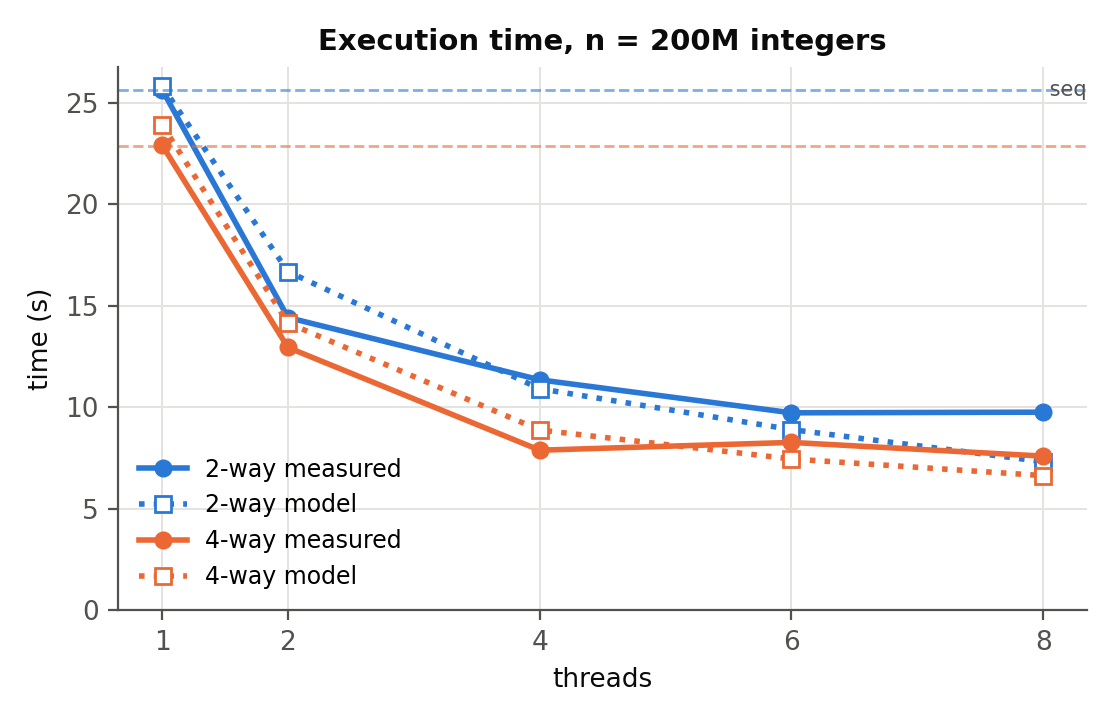 Execution time, n = 200M integers
seq
25
20
15
10
5
0
time (s)
2-way measured
2-way model
4-way measured
4-way model
1 2 4 6 8
threads